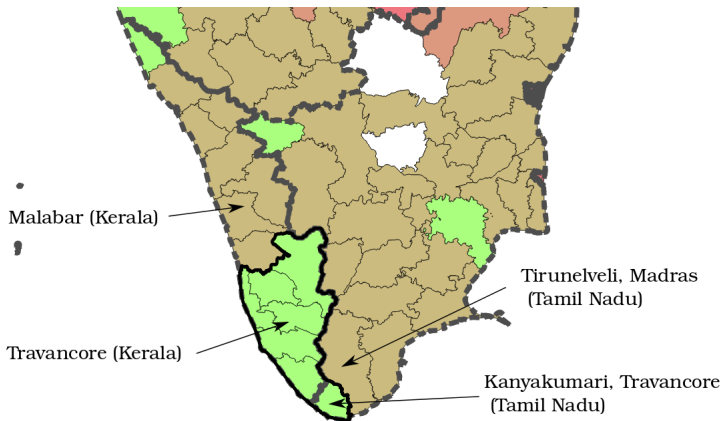 Malabar (Kerala)
Tirunelveli, Madras
(Tamil Nadu)
Travancore (Kerala)
Kanyakumari, Travancore
(Tamil Nadu)